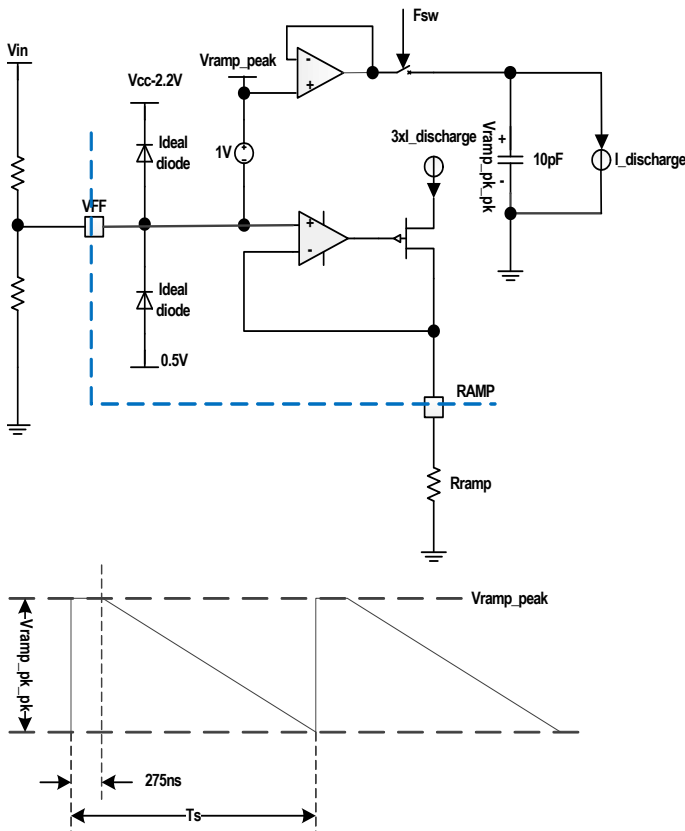 Fsw
Vin
Vramp_peak
Vcc-2.2V
-
+
Ideal
diode
1V
+
-
3xI_discharge
Vramp_pk_pk
+
-
10pF
I_discharge
VFF
+
-
Ideal
diode
0.5V
RAMP
Rramp
Vramp_peak
Vramp_pk_pk
275ns
Ts